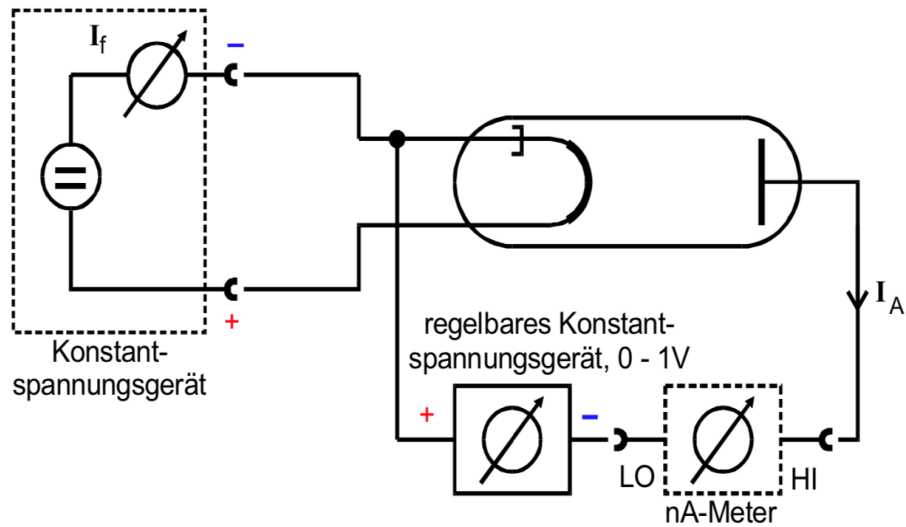 If
−
+
Konstant-
spannungsgerät
regelbares Konstant-
spannungsgerät, 0 - 1V
+
−
IA
LO
HI
nA-Meter